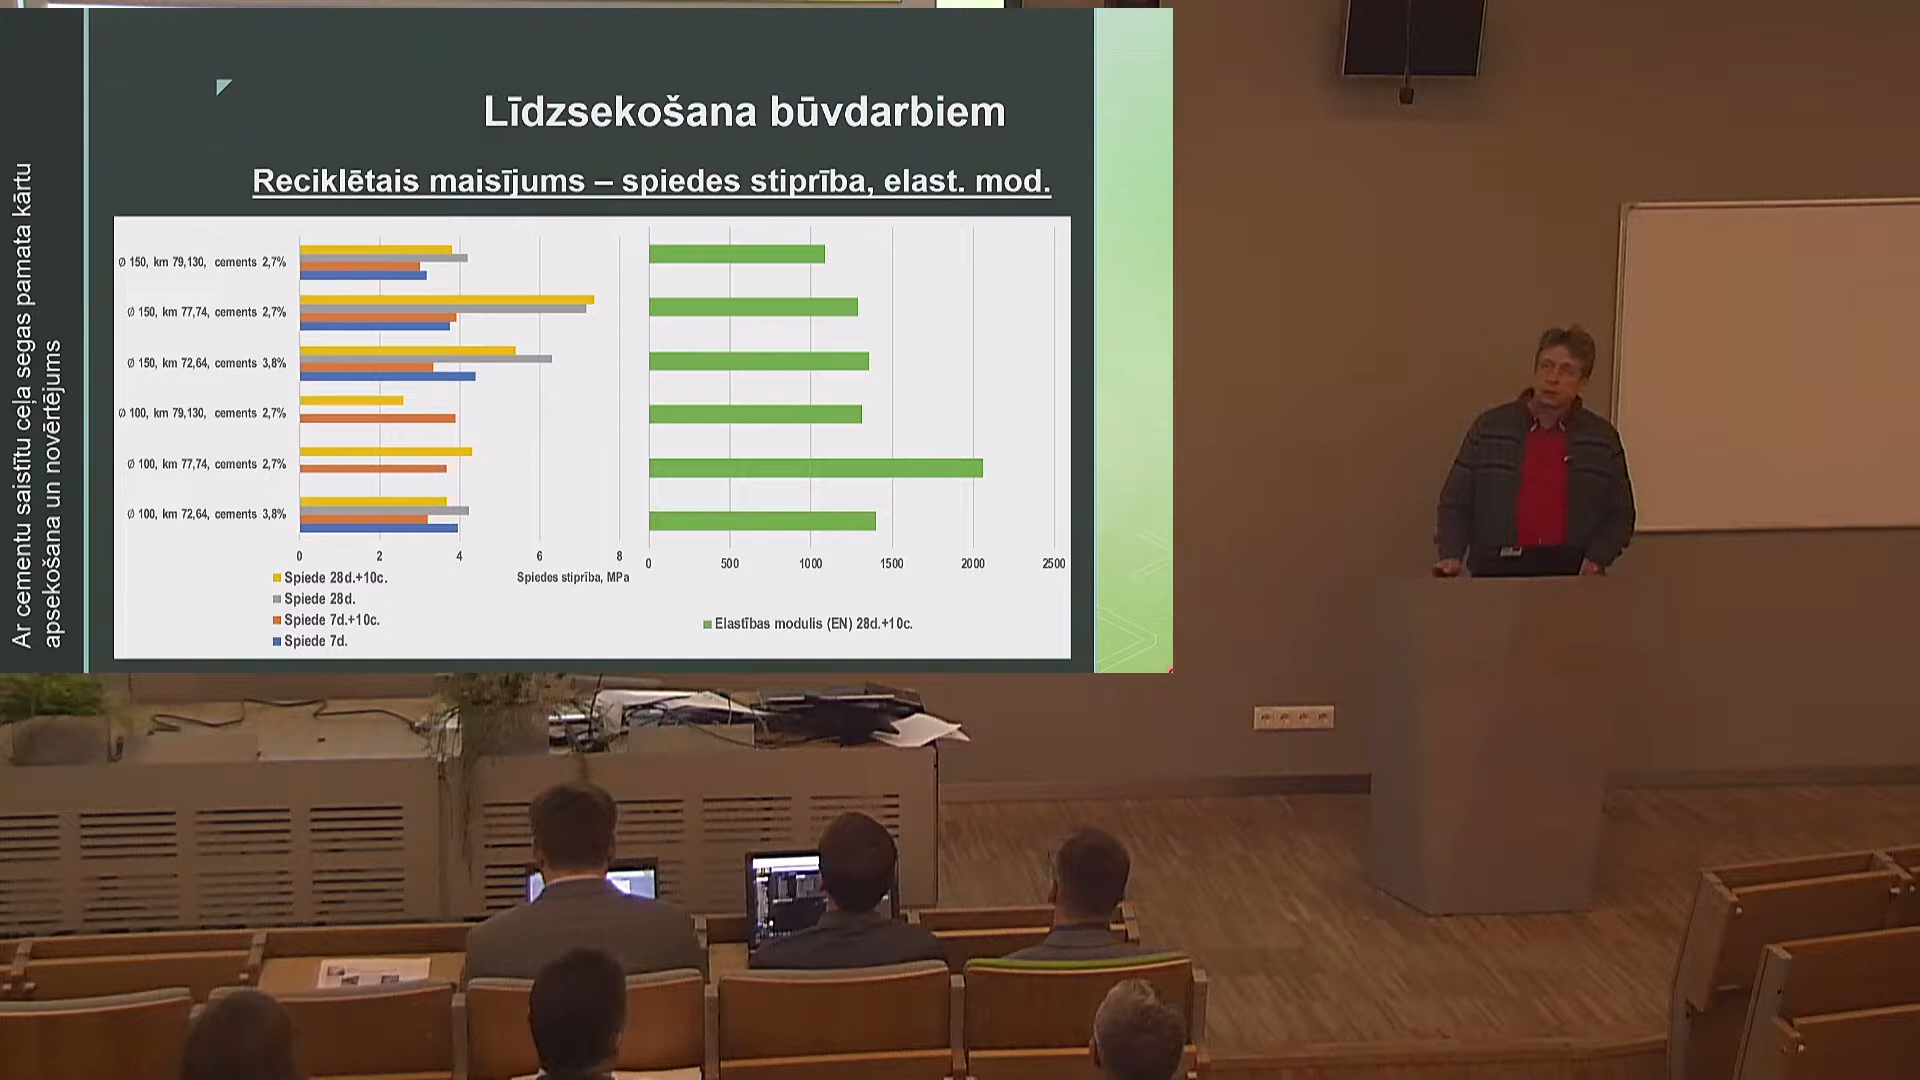 Ar cementu saistītu ceļa segas pamata kārtu
apsekošana un novērtējums
Līdzsekošana būvdarbiem
Reciklētais maisījums – spiedes stiprība, elast. mod.
Ø 150, km 79,130, cements 2,7%
Ø 150, km 77,74, cements 2,7%
Ø 150, km 72,64, cements 3,8%
Ø 100, km 79,130, cements 2,7%
Ø 100, km 77,74, cements 2,7%
Ø 100, km 72,64, cements 3,8%
0 2 4 6 8
Spiedes stiprība, MPa
Spiede 28d.+10c.
Spiede 28d.
Spiede 7d.+10c.
Spiede 7d.
0 500 1000 1500 2000 2500
Elastības modulis (EN) 28d.+10c.